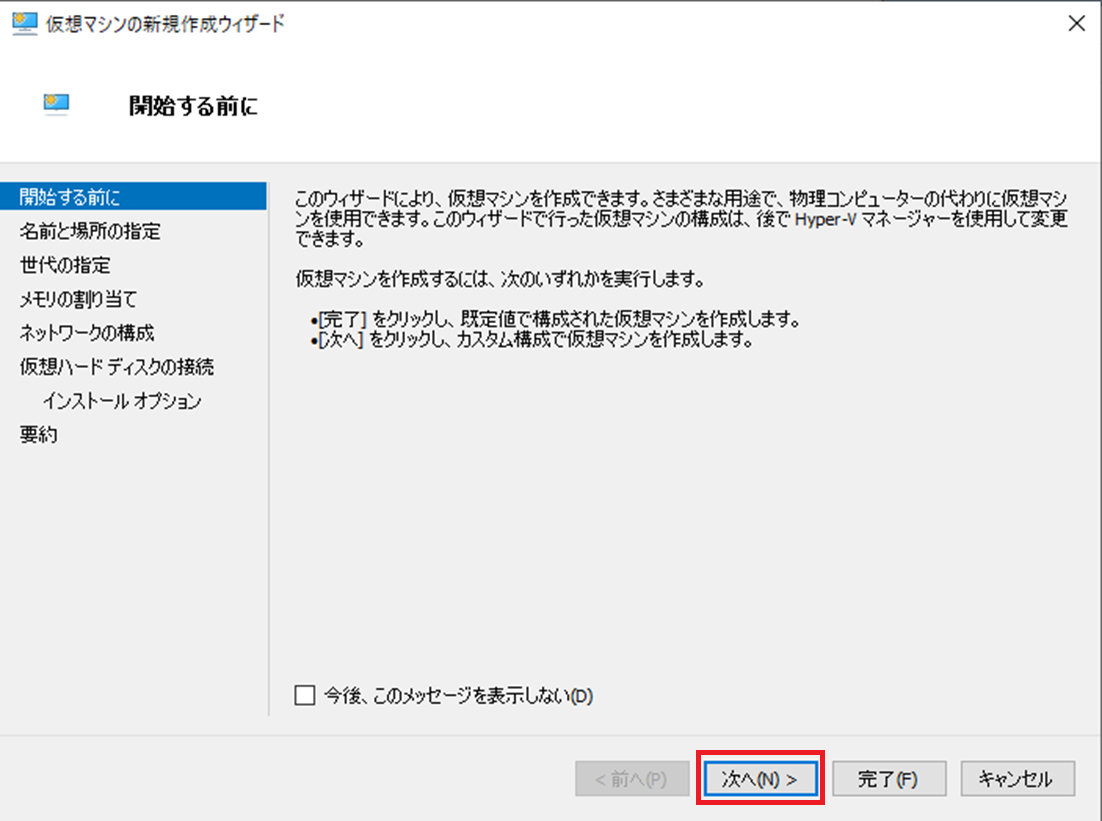 仮想マシンの新規作成ウィザード
開始する前に
開始する前に
名前と場所の指定
世代の指定
メモリの割り当て
ネットワークの構成
仮想ハード ディスクの接続
インストール オプション
要約
このウィザードにより、仮想マシンを作成できます。さまざまな用途で、物理コンピューターの代わりに仮想マシ
ンを使用できます。このウィザードで行った仮想マシンの構成は、後で Hyper-V マネージャーを使用して変更
できます。
仮想マシンを作成するには、次のいずれかを実行します。
•[完了] をクリックし、既定値で構成された仮想マシンを作成します。
•[次へ] をクリックし、カスタム構成で仮想マシンを作成します。
今後、このメッセージを表示しない(D)
< 前へ(P)
次へ(N) >
完了(F)
キャンセル